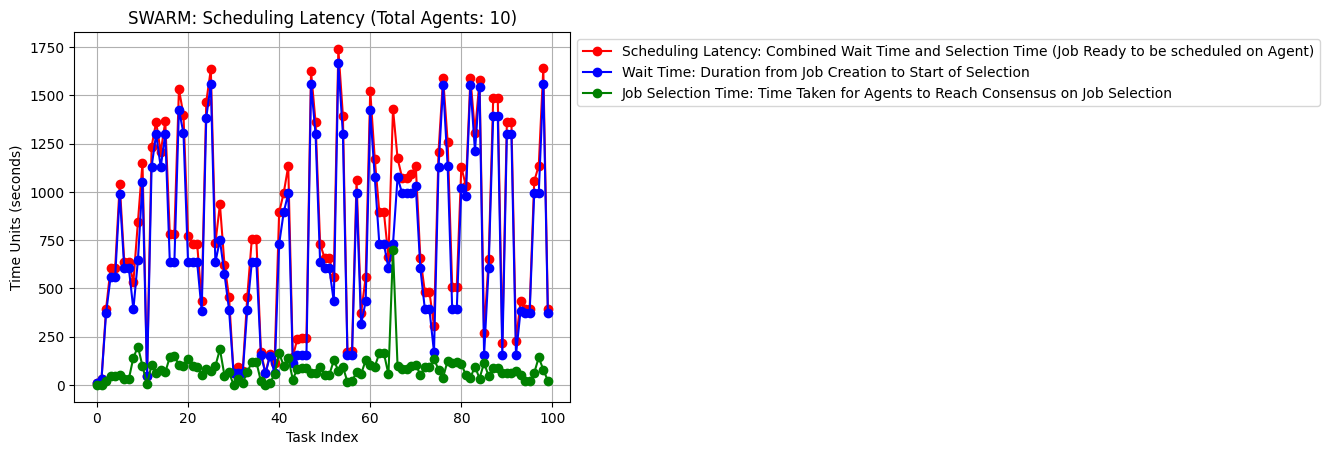 SWARM: Scheduling Latency (Total Agents: 10)
Scheduling Latency: Combined Wait Time and Selection Time (Job Ready to be scheduled on Agent)
Wait Time: Duration from Job Creation to Start of Selection
Job Selection Time: Time Taken for Agents to Reach Consensus on Job Selection
Time Units (seconds)
1750
1500
1250
1000
750
500
250
0
0 20 40 60 80 100
Task Index